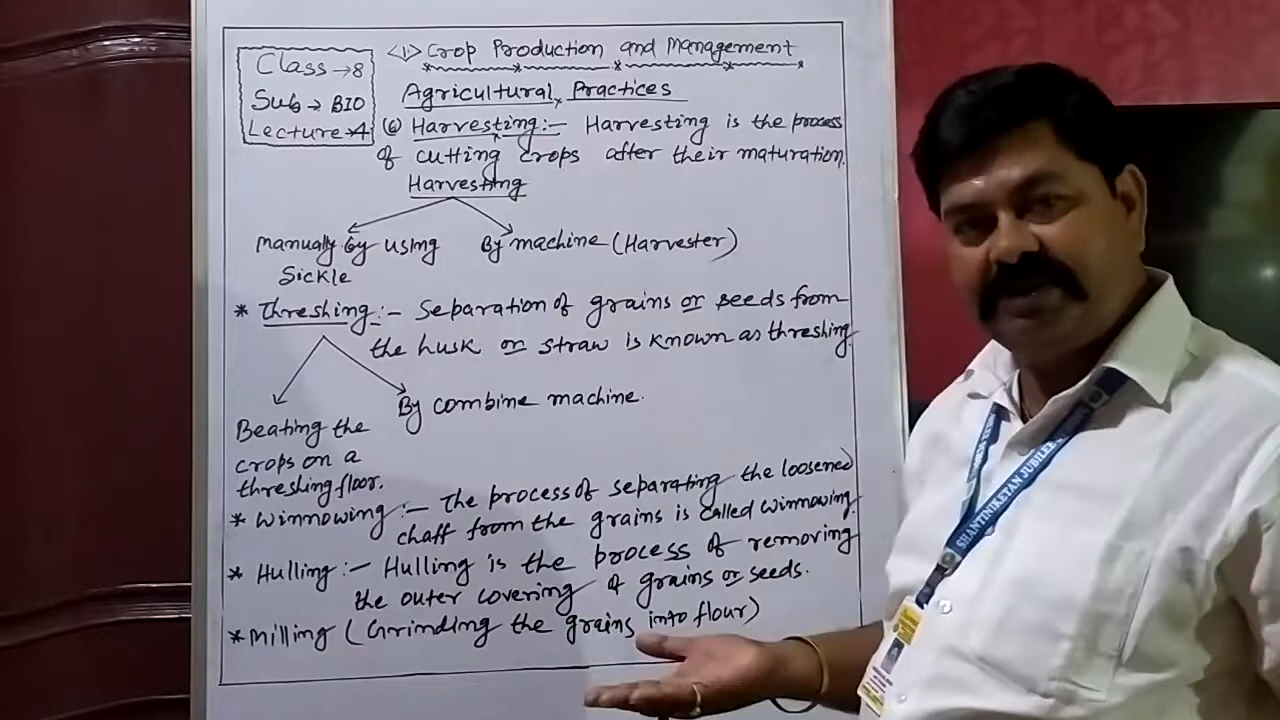 Class → 8
Sub → BIO
Lecture → 4
<1> Crop Production and Management
Agricultural Practices
(6) Harvesting :- Harvesting is the process
of cutting crops after their maturation.
Harvesting
Manually by using
Sickle
By machine (Harvester)
* Threshing :- Separation of grains or seeds from
the husk or straw is known as threshing.
Beating the
crops on a
threshing floor.
By combine machine.
* Winnowing :- The process of separating the loosened
chaff from the grains is called winnowing.
* Hulling :- Hulling is the process of removing
the outer covering of grains or seeds.
* Milling (Grinding the grains into flour)
SHANTINIKETAN JUBILEE